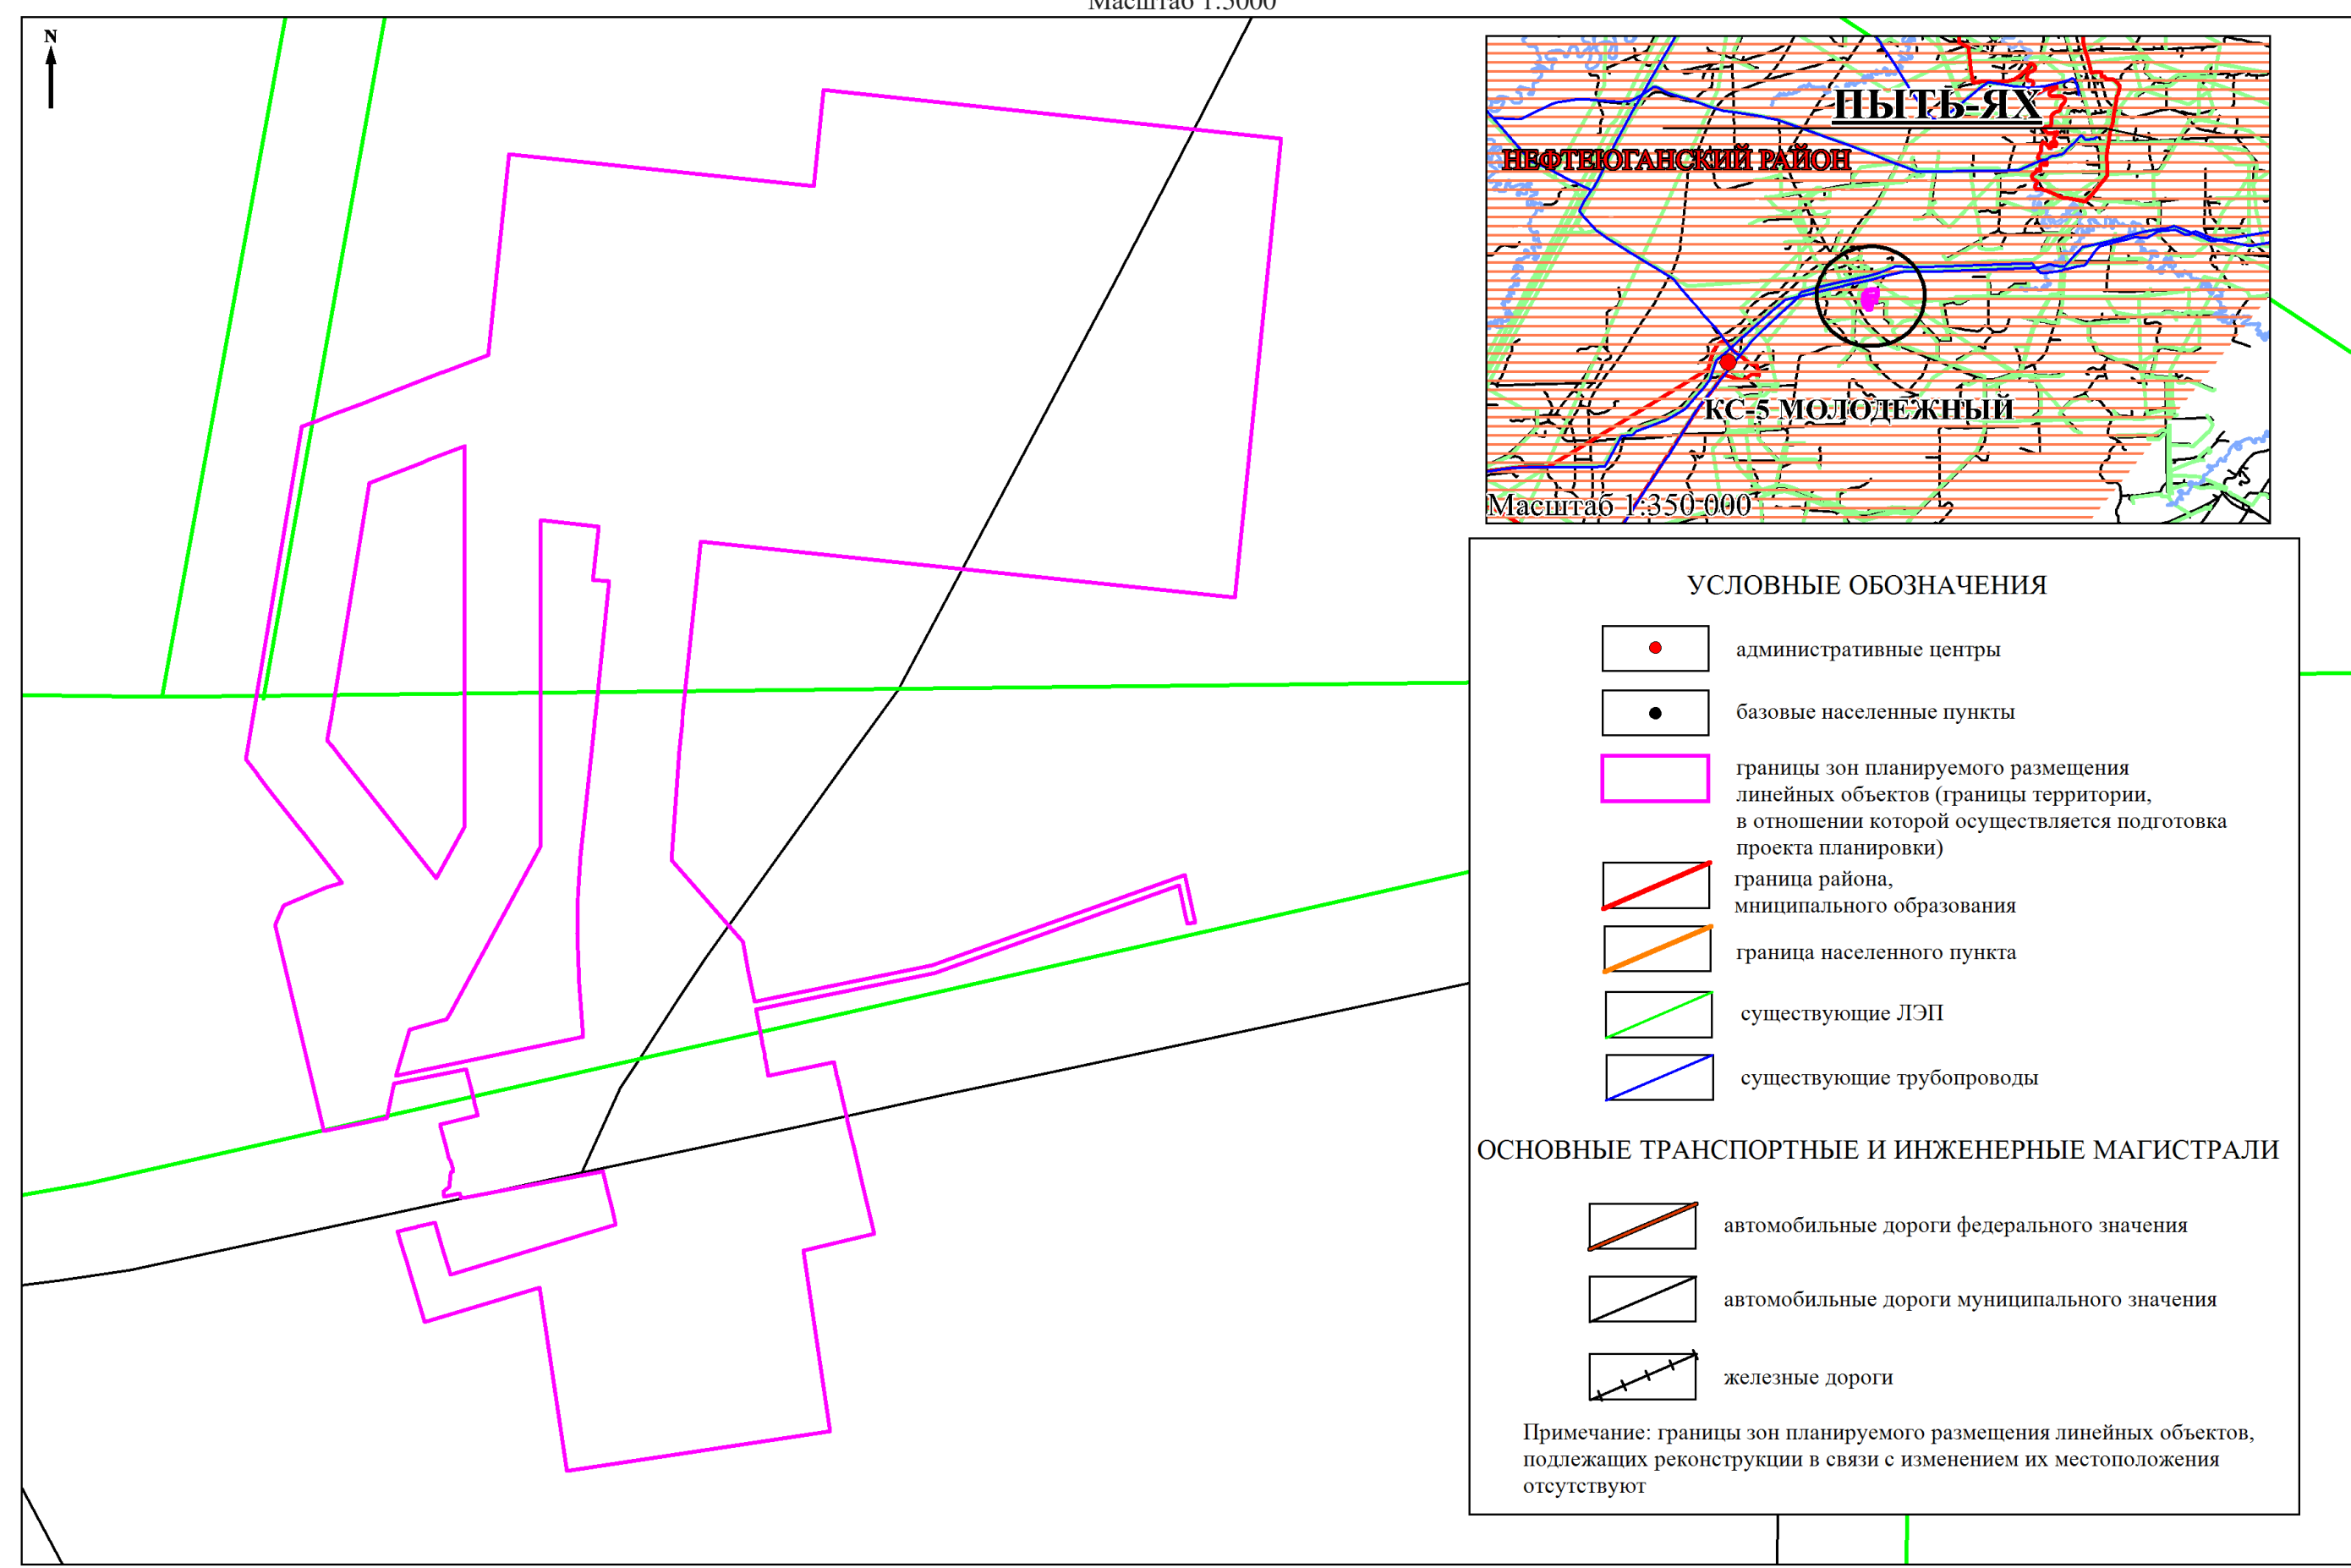 Масштаб 1:5000
N
ПЫТЬ-ЯХ
НЕФТЕЮГАНСКИЙ РАЙОН
КС-5 МОЛОДЕЖНЫЙ
Масштаб 1:350 000
УСЛОВНЫЕ ОБОЗНАЧЕНИЯ
административные центры
базовые населенные пункты
границы зон планируемого размещения
линейных объектов (границы территории,
в отношении которой осуществляется подготовка
проекта планировки)
граница района,
мниципального образования
граница населенного пункта
существующие ЛЭП
существующие трубопроводы
ОСНОВНЫЕ ТРАНСПОРТНЫЕ И ИНЖЕНЕРНЫЕ МАГИСТРАЛИ
автомобильные дороги федерального значения
автомобильные дороги муниципального значения
железные дороги
Примечание: границы зон планируемого размещения линейных объектов,
подлежащих реконструкции в связи с изменением их местоположения
отсутствуют